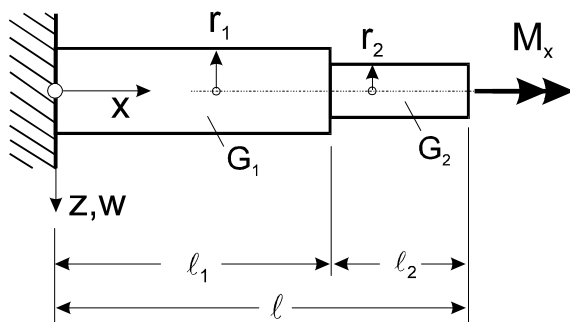 r₁
r₂
Mₓ
x
G₁
G₂
z,w
ℓ₁
ℓ₂
ℓ